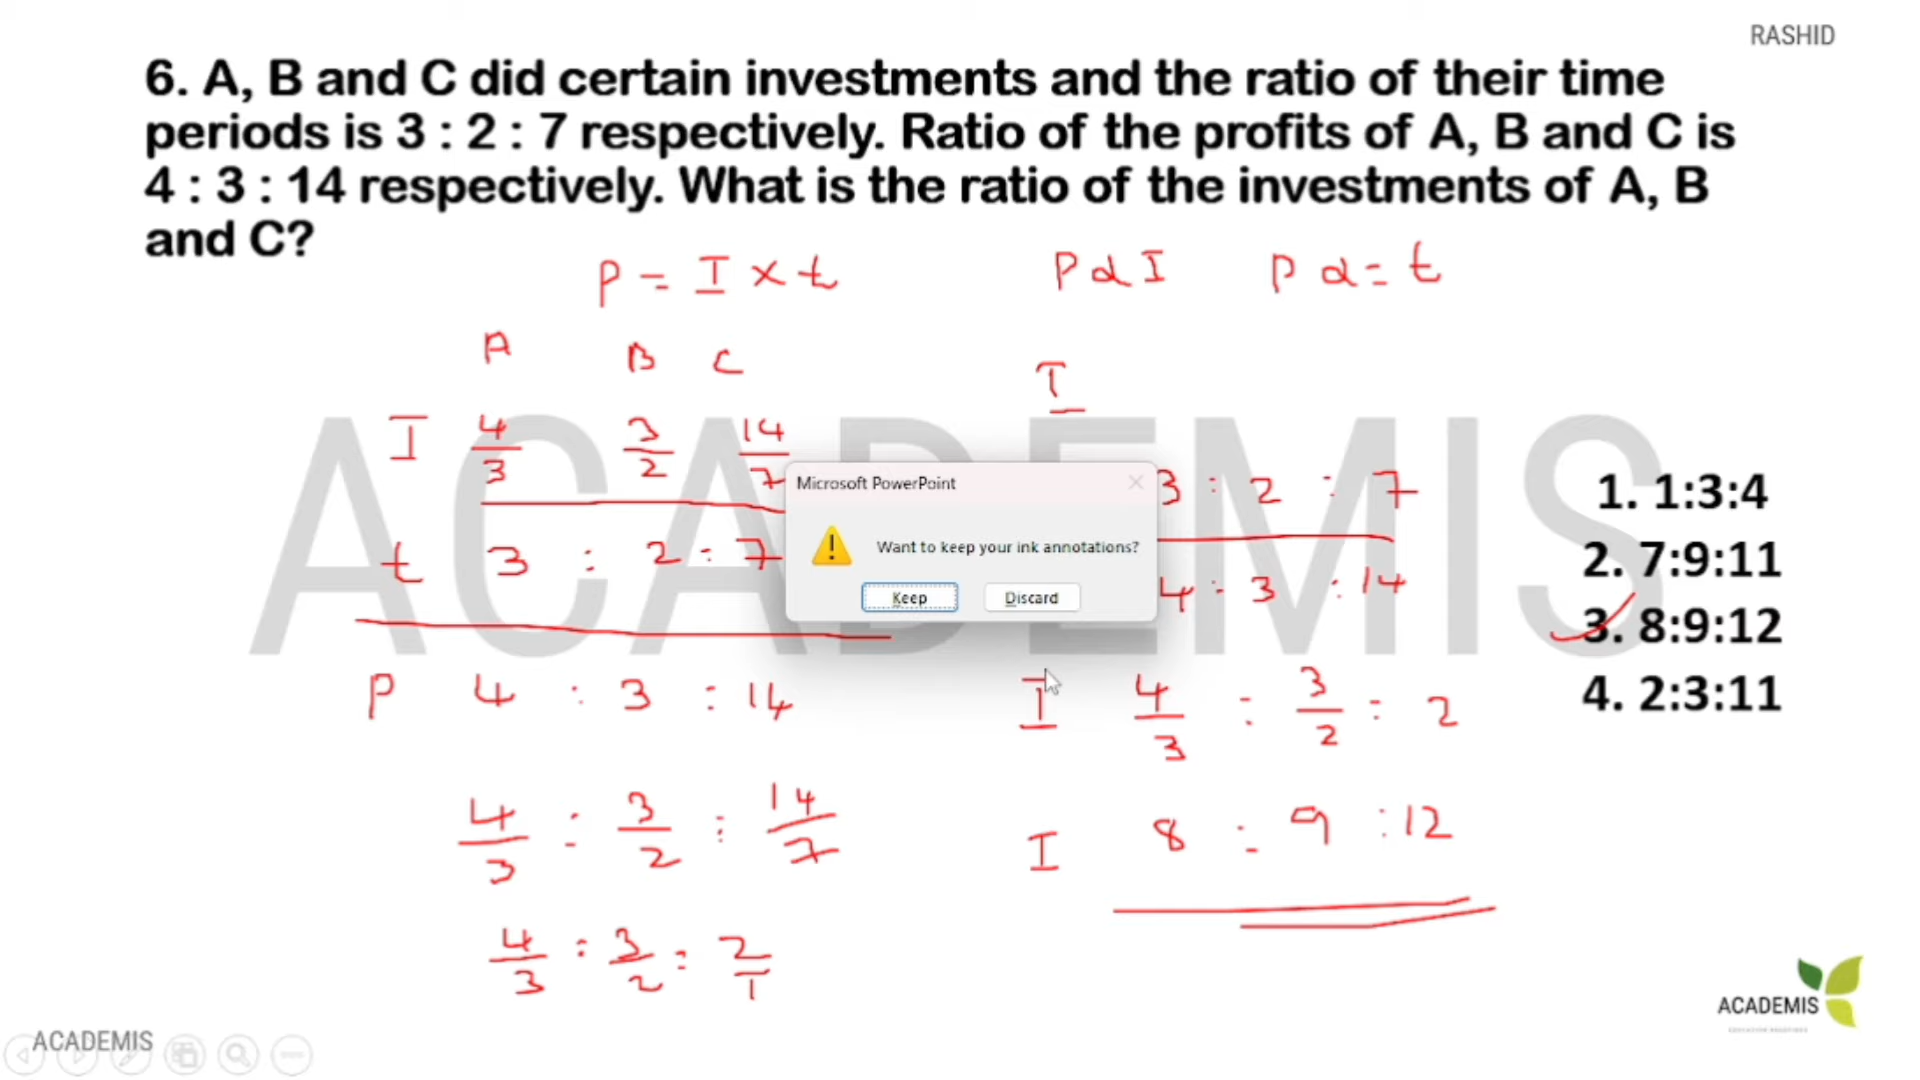 RASHID
6. A, B and C did certain investments and the ratio of their time
periods is 3 : 2 : 7 respectively. Ratio of the profits of A, B and C is
4 : 3 : 14 respectively. What is the ratio of the investments of A, B
and C?
P = I × t
P α I
P α = t
A B C
I 4/3 3/2 14/7
t 3 : 2 : 7
P 4 : 3 : 14
4/3 : 3/2 : 14/7
4/3 : 3/2 : 2/1
I
3 : 2 : 7
4 : 3 : 14
I 4/3 : 3/2 : 2
I 8 : 9 : 12
Microsoft PowerPoint
Want to keep your ink annotations?
Keep Discard
1. 1:3:4
2. 7:9:11
3. 8:9:12
4. 2:3:11
ACADEMIS
ACADEMIS
ACADEMIS